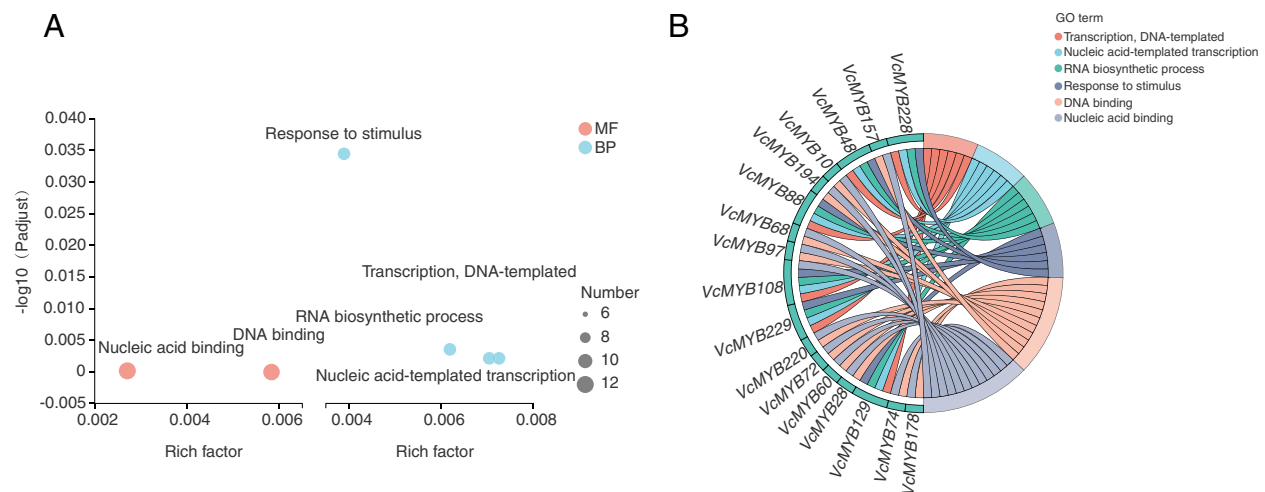 A
0.040
0.035
0.030
0.025
0.020
0.015
0.010
0.005
0
-0.005
-log10（Padjust)
Response to stimulus
Transcription, DNA-templated
RNA biosynthetic process
DNA binding
Nucleic acid binding
Nucleic acid-templated transcription
MF
BP
Number
6
8
10
12
0.002
0.004
0.006
0.004
0.006
0.008
Rich factor
Rich factor
B
GO term
Transcription, DNA-templated
Nucleic acid-templated transcription
RNA biosynthetic process
Response to stimulus
DNA binding
Nucleic acid binding
VcMYB228
VcMYB157
VcMYB48
VcMYB10
VcMYB194
VcMYB88
VcMYB68
VcMYB97
VcMYB108
VcMYB229
VcMYB220
VcMYB72
VcMYB60
VcMYB28
VcMYB129
VcMYB74
VcMYB178